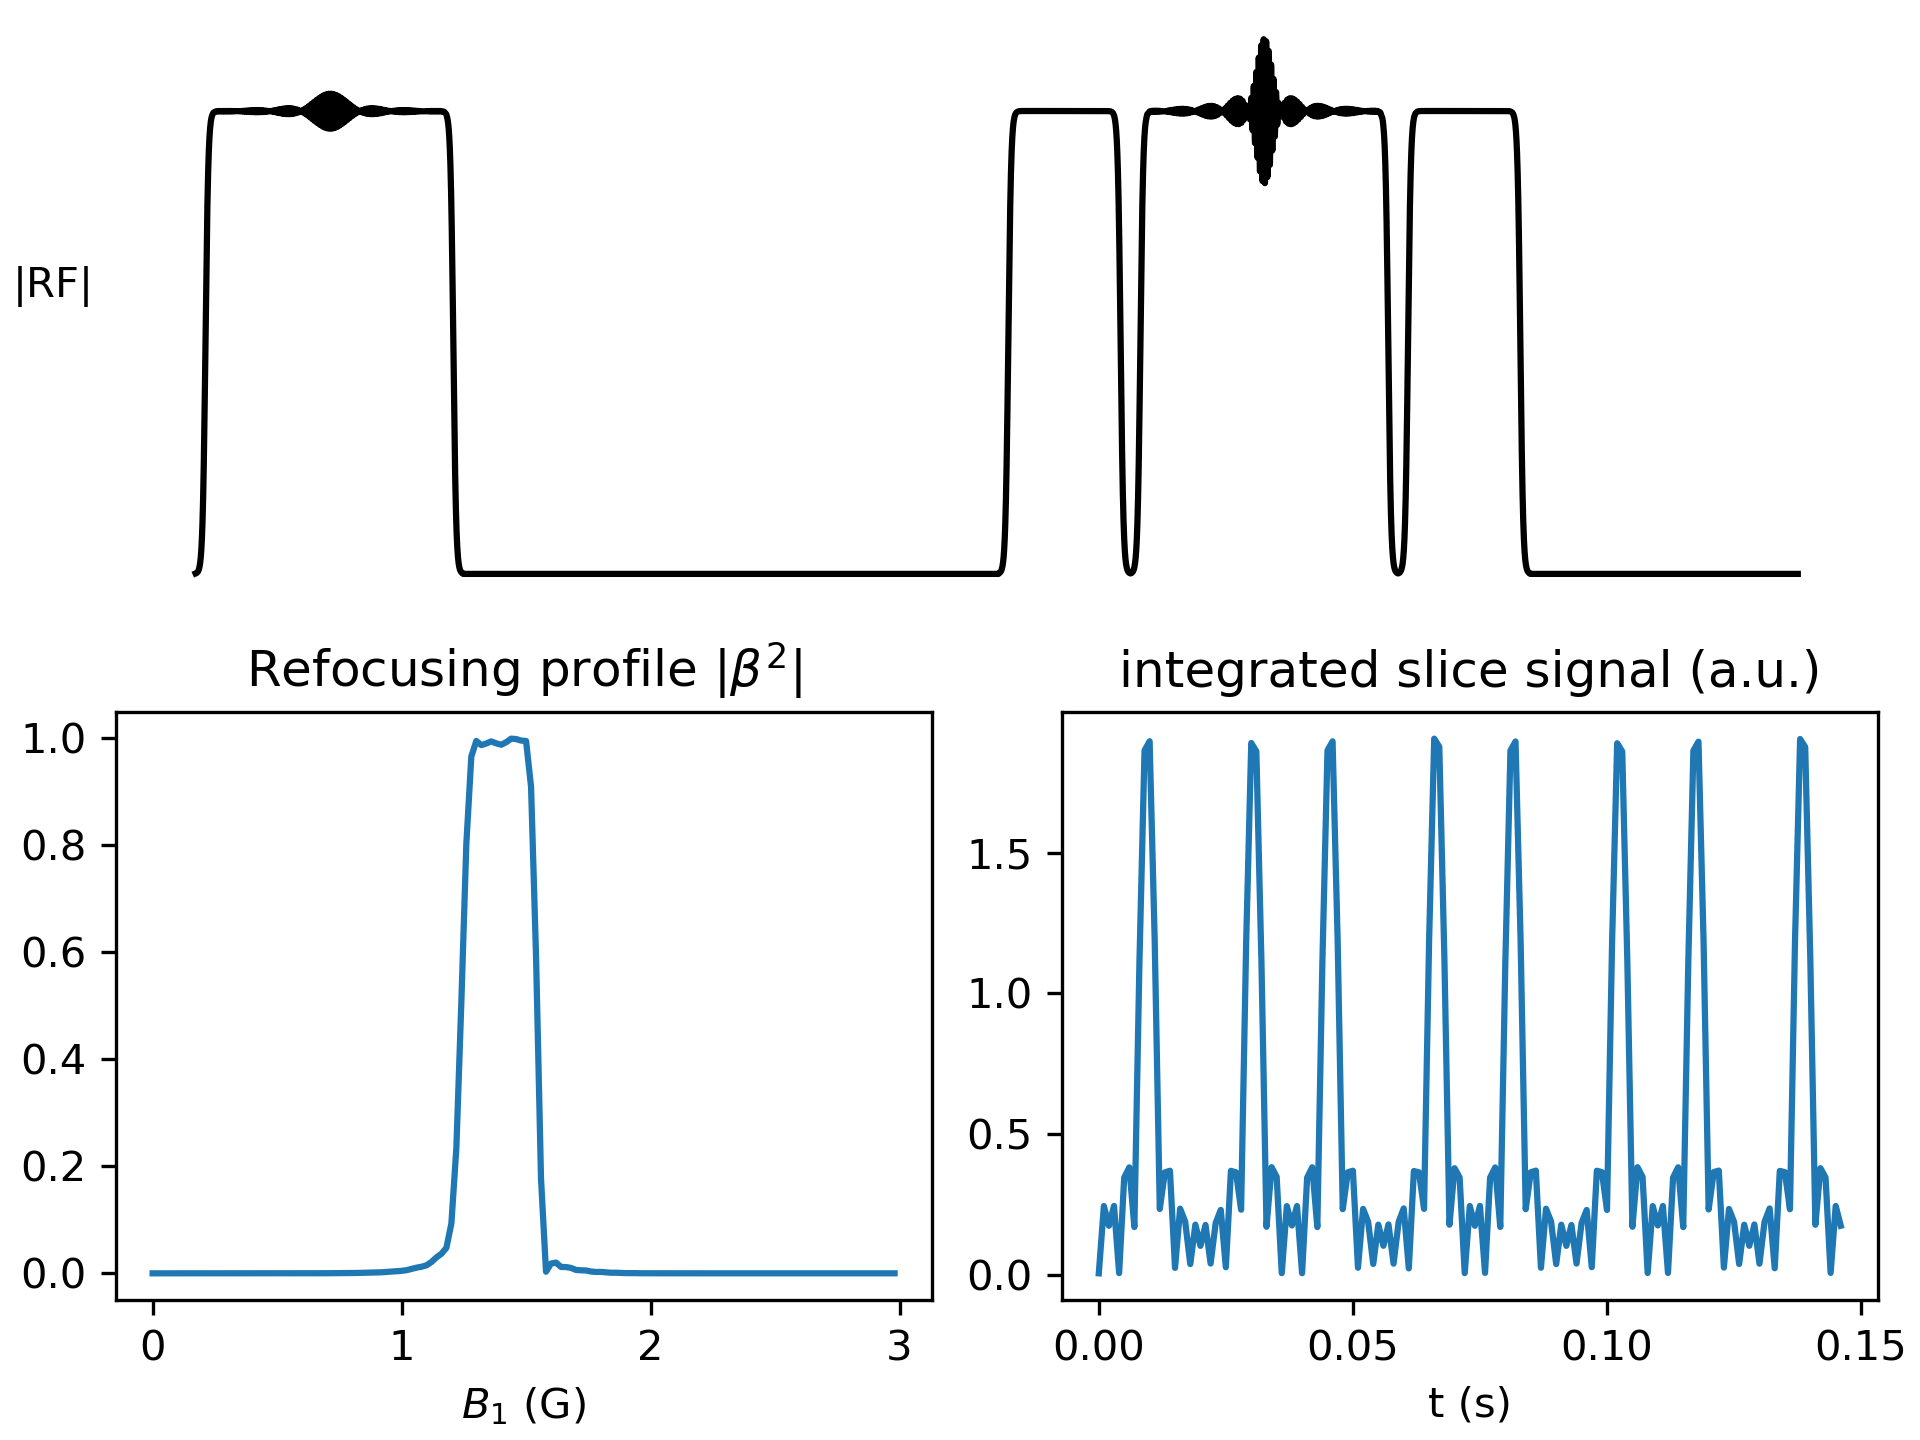 |RF|
Refocusing profile |β²|
integrated slice signal (a.u.)
1.0
0.8
0.6
0.4
0.2
0.0
0 1 2 3
B₁ (G)
1.5
1.0
0.5
0.0
0.00 0.05 0.10 0.15
t (s)